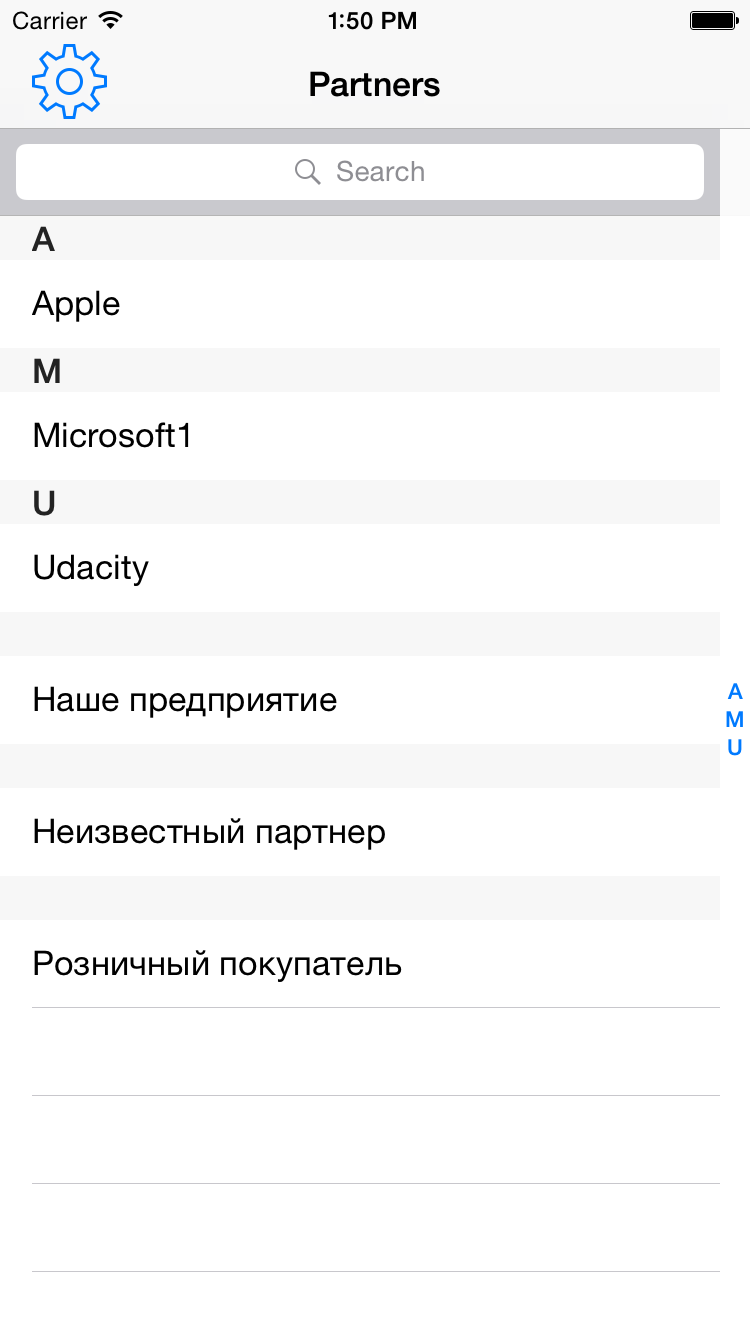 Carrier 1:50 PM
Partners
Search
A
Apple
M
Microsoft1
U
Udacity
Наше предприятие
Неизвестный партнер
Розничный покупатель
A
M
U